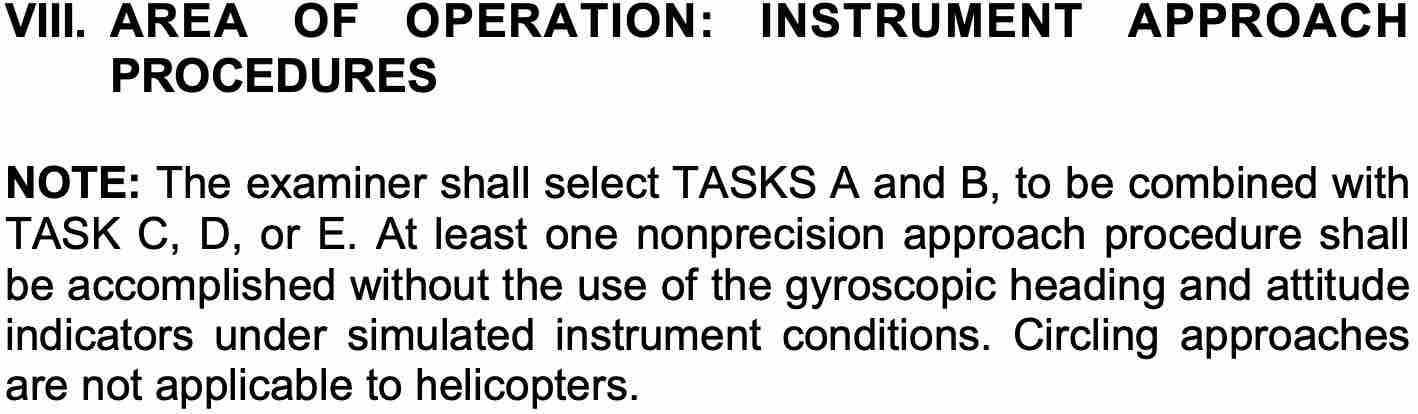 VIII. AREA OF OPERATION: INSTRUMENT APPROACH
PROCEDURES
NOTE: The examiner shall select TASKS A and B, to be combined with
TASK C, D, or E. At least one nonprecision approach procedure shall
be accomplished without the use of the gyroscopic heading and attitude
indicators under simulated instrument conditions. Circling approaches
are not applicable to helicopters.